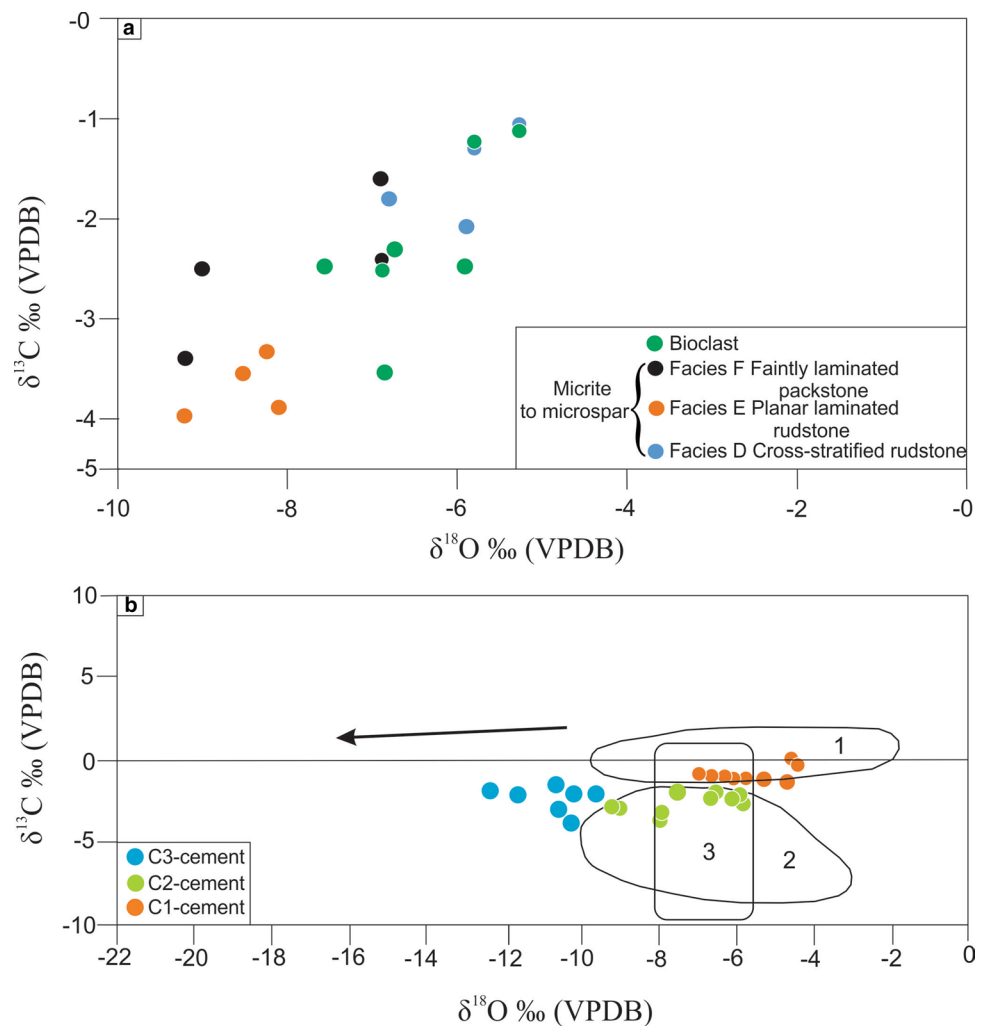 a
-0
-1
-2
-3
-4
-5
δ¹³C ‰ (VPDB)
Bioclast
Micrite to microspar
Facies F Faintly laminated
packstone
Facies E Planar laminated
rudstone
Facies D Cross-stratified rudstone
-10 -8 -6 -4 -2 -0
δ¹⁸O ‰ (VPDB)
b
10
5
0
-5
-10
δ¹³C ‰ (VPDB)
1
2
3
C3-cement
C2-cement
C1-cement
-22 -20 -18 -16 -14 -12 -10 -8 -6 -4 -2 0
δ¹⁸O ‰ (VPDB)